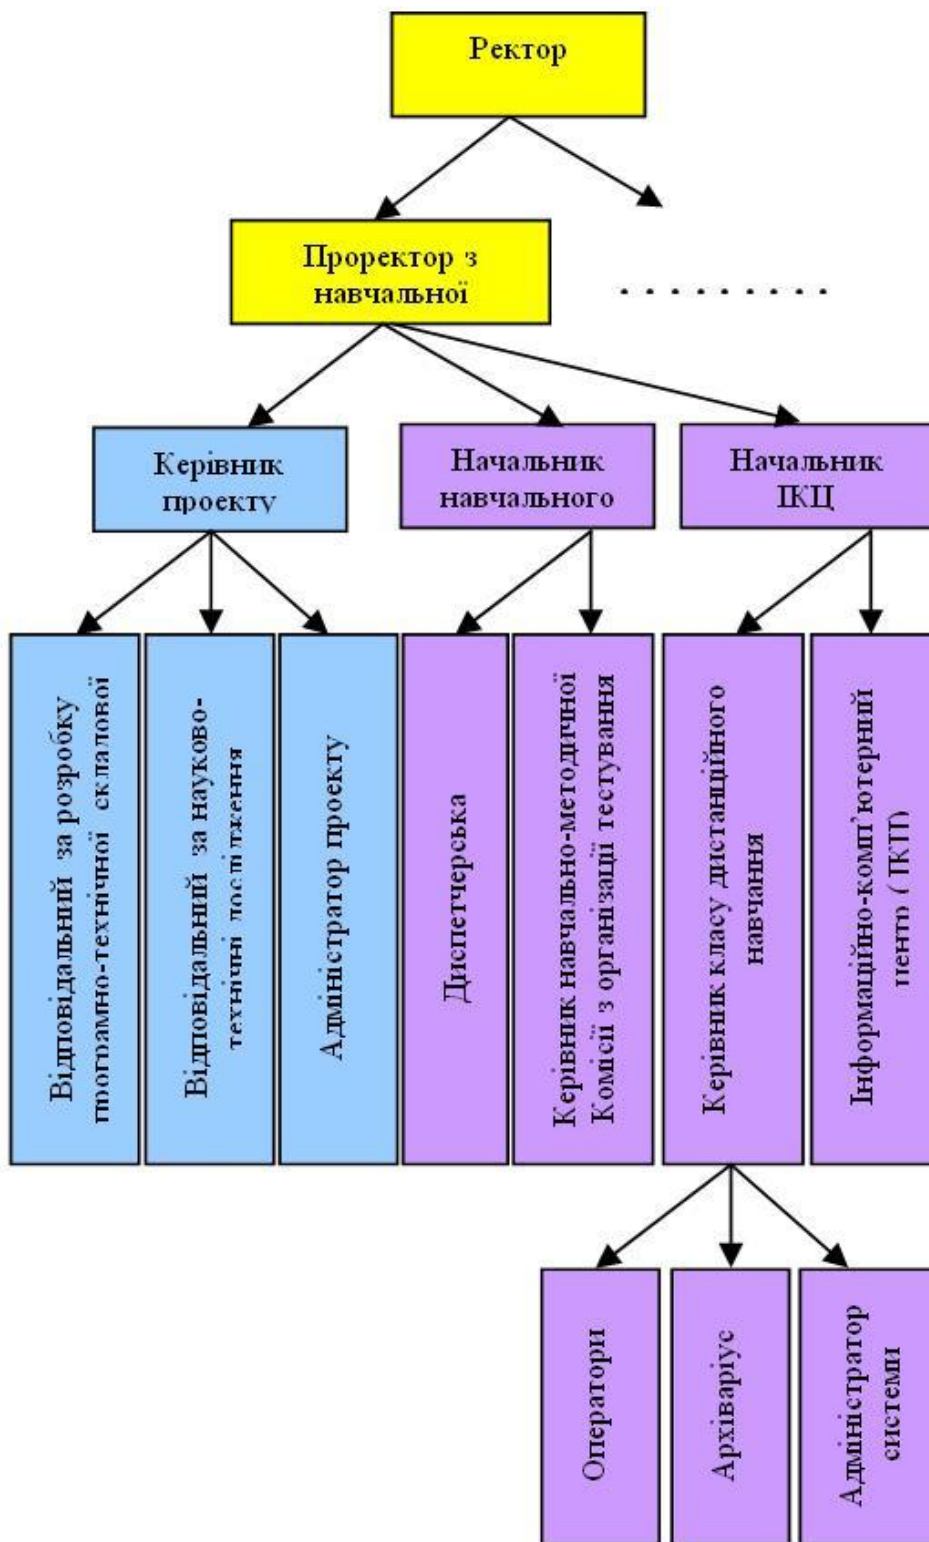 Ректор
Проректор з
навчальної
. . . . . . . . .
Керівник
проекту
Начальник
навчального
Начальник
ІКЦ
Відповідальний за розробку
програмно-технічної складової
Відповідальний за науково-
технічні дослідження
Адміністратор проекту
Диспетчерська
Керівник навчально-методичної
Комісії з організації тестування
Керівник класу дистанційного
навчання
Інформаційно-комп’ютерний
центр ( ІКЦ)
Оператори
Архіваріус
Адміністратор
системи